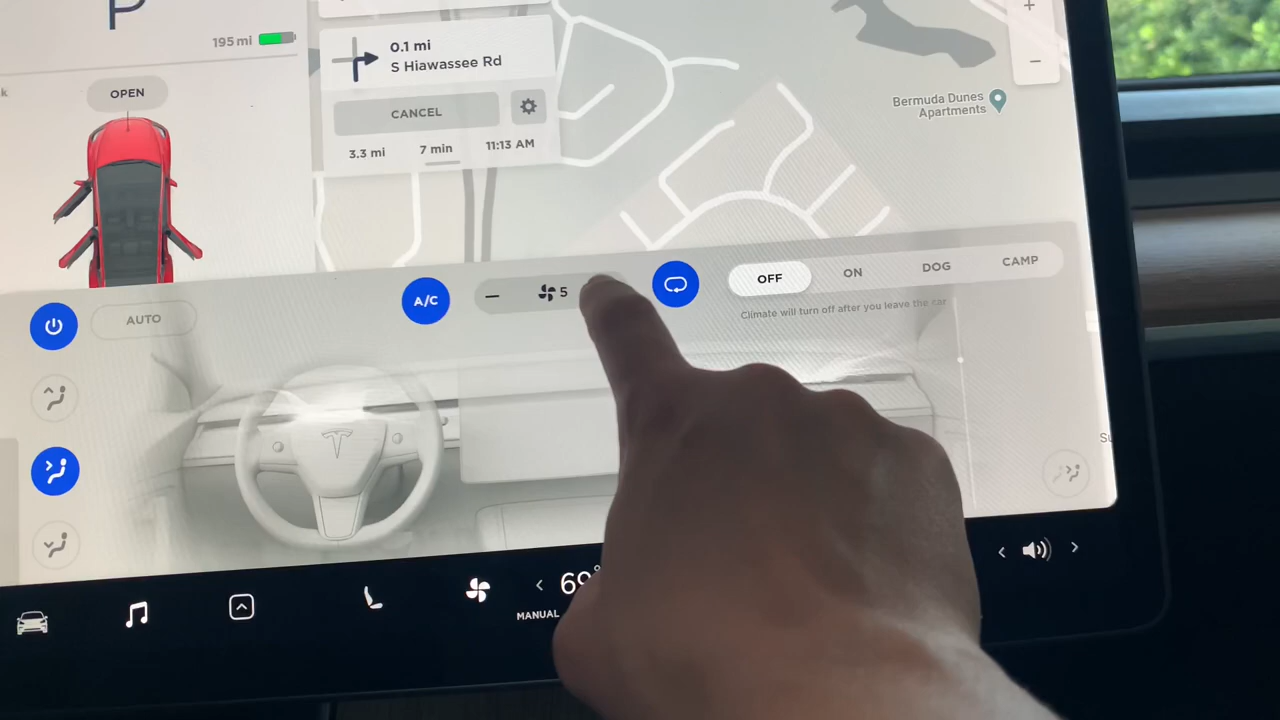 P
195 mi
OPEN
0.1 mi
S Hiawassee Rd
CANCEL
3.3 mi 7 min 11:13 AM
Bermuda Dunes
Apartments
AUTO
A/C
5
OFF ON DOG CAMP
Climate will turn off after you leave the car
MANUAL